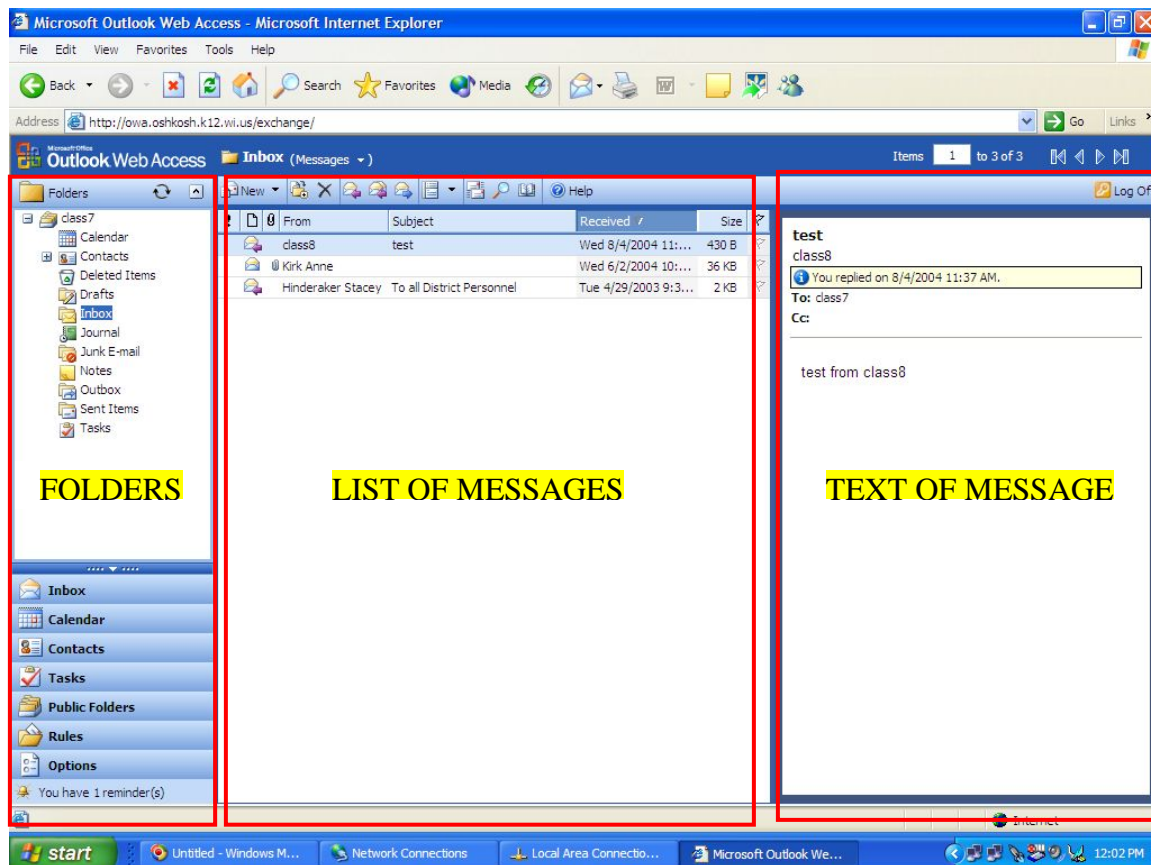 Microsoft Outlook Web Access - Microsoft Internet Explorer
File Edit View Favorites Tools Help
Back Search Favorites Media
Address http://owa.oshkosh.k12.wi.us/exchange/ Go Links
Microsoft Office
Outlook Web Access Inbox (Messages) Items 1 to 3 of 3
Folders New Help Log Of
class7
Calendar
Contacts
Deleted Items
Drafts
Inbox
Journal
Junk E-mail
Notes
Outbox
Sent Items
Tasks
FOLDERS
Inbox
Calendar
Contacts
Tasks
Public Folders
Rules
Options
You have 1 reminder(s)
From Subject Received Size
class8 test Wed 8/4/2004 11:... 430 B
Kirk Anne Wed 6/2/2004 10:... 36 KB
Hinderaker Stacey To all District Personnel Tue 4/29/2003 9:3... 2 KB
LIST OF MESSAGES
test
class8
You replied on 8/4/2004 11:37 AM.
To: class7
Cc:
test from class8
TEXT OF MESSAGE
Internet
start Untitled - Windows M... Network Connections Local Area Connectio... Microsoft Outlook We... 12:02 PM